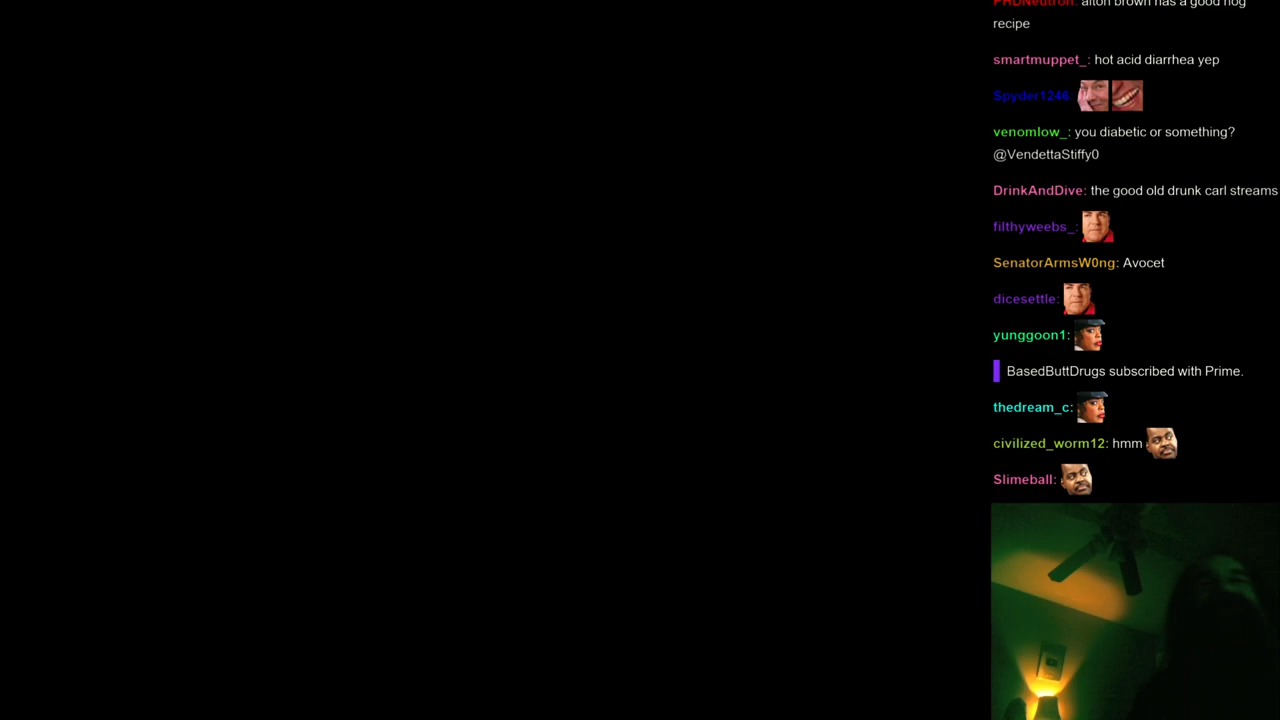 PHDNeutron: alton brown has a good nog
recipe
smartmuppet_: hot acid diarrhea yep
Spyder1246:
venomlow_: you diabetic or something?
@VendettaStiffy0
DrinkAndDive: the good old drunk carl streams
filthyweebs_:
SenatorArmsW0ng: Avocet
dicesettle:
yunggoon1:
BasedButtDrugs subscribed with Prime.
thedream_c:
civilized_worm12: hmm
Slimeball: